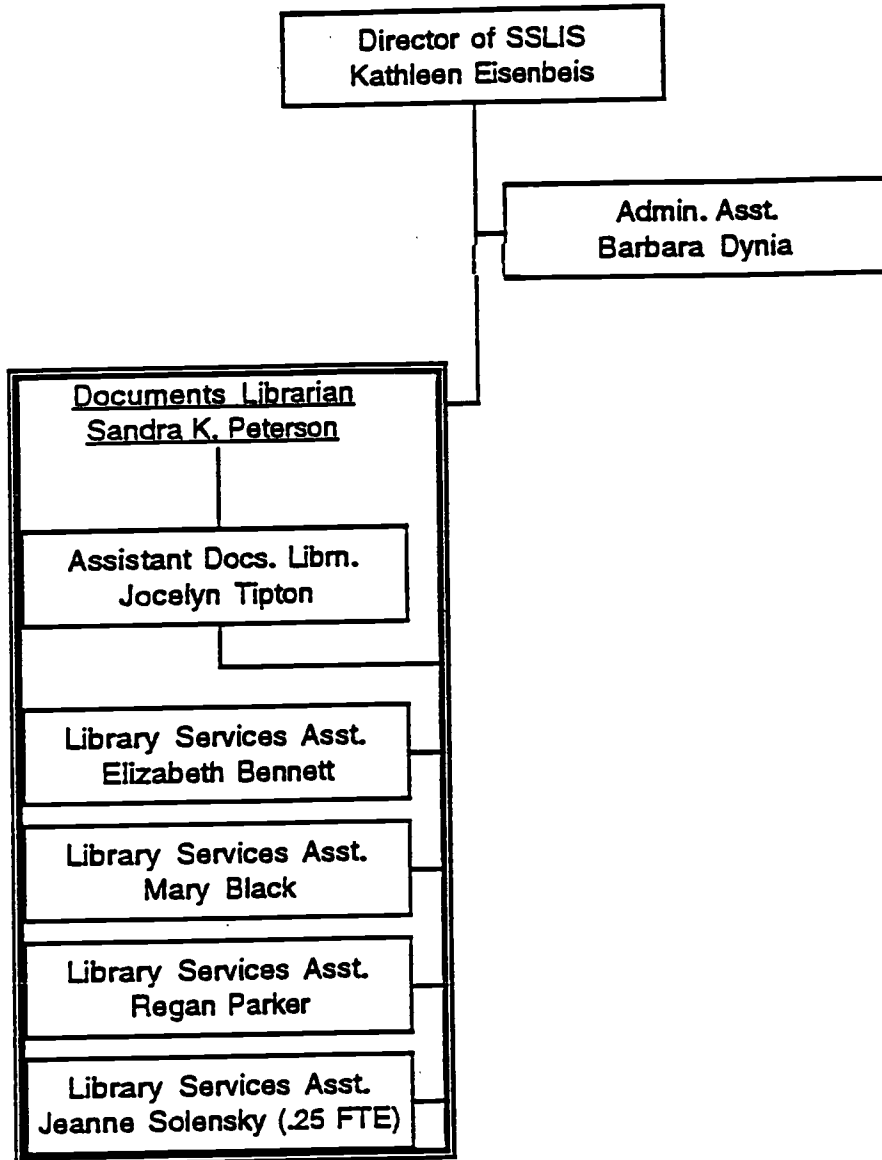 Director of SSLIS
Kathleen Eisenbeis
Admin. Asst.
Barbara Dynia
Documents Librarian
Sandra K. Peterson
Assistant Docs. Librn.
Jocelyn Tipton
Library Services Asst.
Elizabeth Bennett
Library Services Asst.
Mary Black
Library Services Asst.
Regan Parker
Library Services Asst.
Jeanne Solensky (.25 FTE)